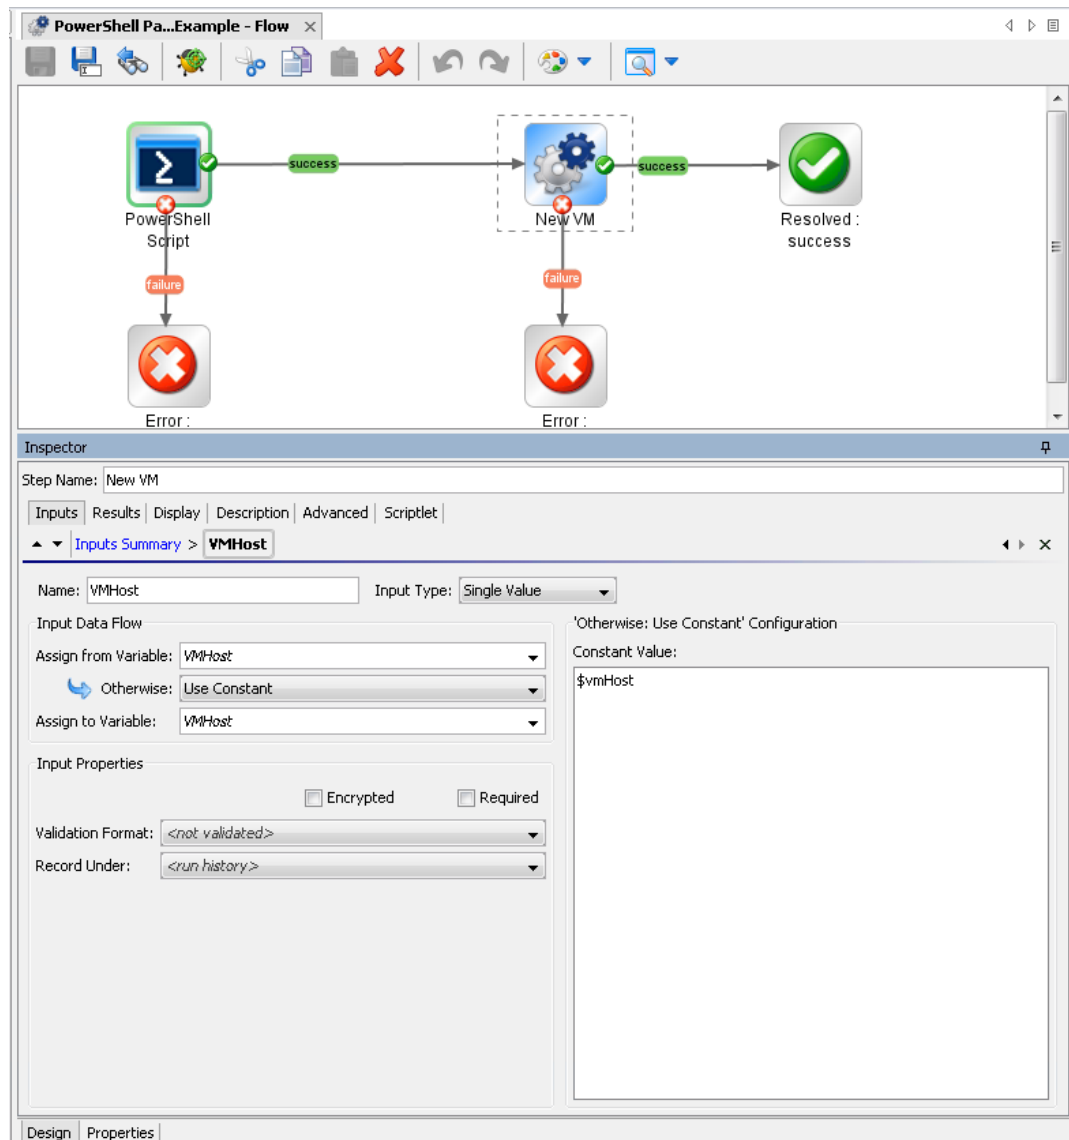 PowerShell Pa...Example - Flow
success
success
PowerShell
Script
New VM
Resolved :
success
failure
failure
Error :
Error :
Inspector
Step Name: New VM
Inputs Results Display Description Advanced Scriptlet
Inputs Summary > VMHost
Name: VMHost Input Type: Single Value
Input Data Flow
Assign from Variable: VMHost
Otherwise: Use Constant
Assign to Variable: VMHost
'Otherwise: Use Constant' Configuration
Constant Value:
$vmHost
Input Properties
Encrypted Required
Validation Format: <not validated>
Record Under: <run history>
Design Properties